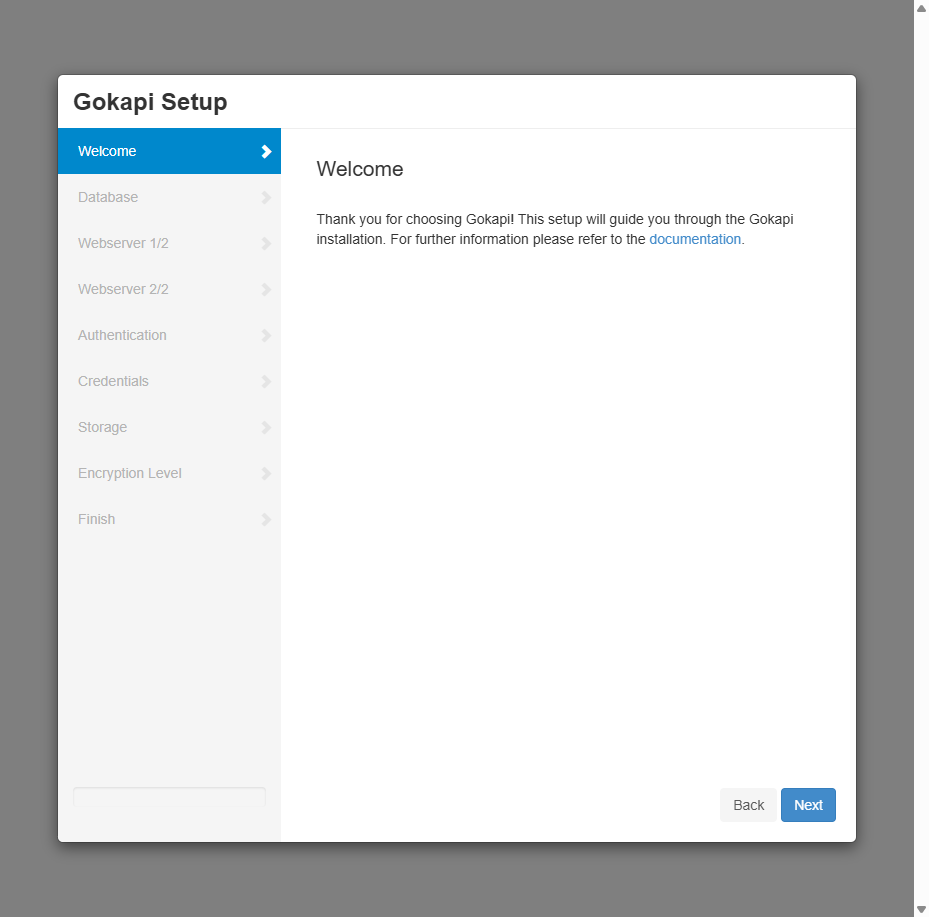 Gokapi Setup
Welcome
Database
Webserver 1/2
Webserver 2/2
Authentication
Credentials
Storage
Encryption Level
Finish
Welcome
Thank you for choosing Gokapi! This setup will guide you through the Gokapi
installation. For further information please refer to the documentation.
Back
Next